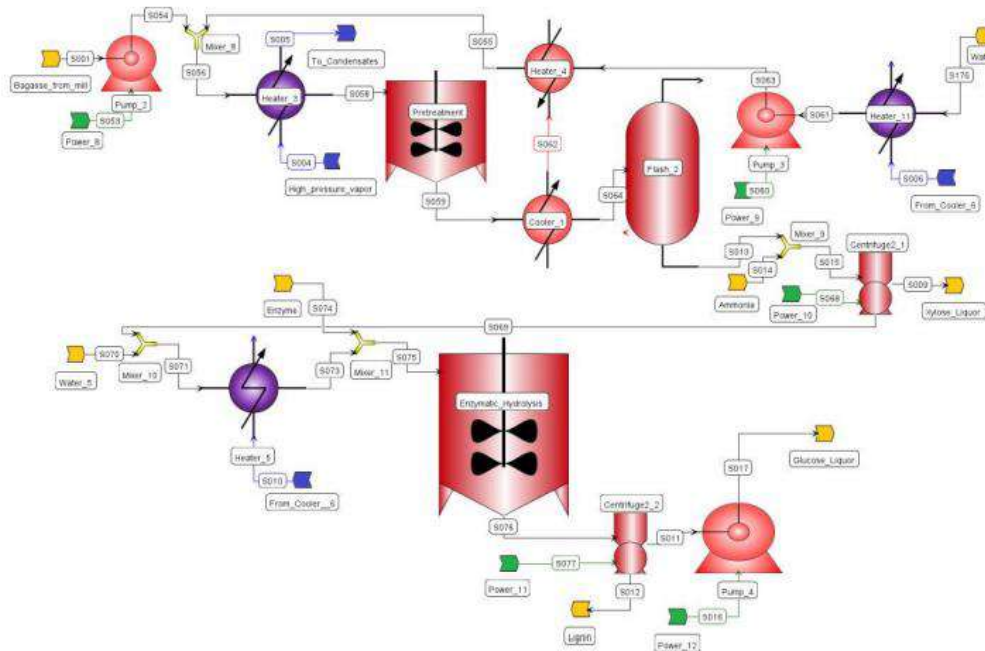 S054
S001
Bagasse_from_mill
Pump_2
S053
Power_8
Mixer_8
S056
S005
To_Condensates
Heater_3
S058
S004
High_pressure_vapor
Pretreatment
S059
S055
Heater_4
S062
Cooler_1
S064
Flash_2
S063
Pump_3
S060
Power_9
S061
Heater_11
S176
Wat
S006
From_Cooler_6
S013
S014
Ammonia
Mixer_9
S015
Centrifuge2_1
S068
Power_10
S009
Xylose_Liquor
Enzyme
S074
S069
S070
Water_5
Mixer_10
S071
S073
Mixer_11
S075
Heater_5
S010
From_Cooler__6
Enzymatic_Hydrolysis
S076
Centrifuge2_2
S077
Power_11
S011
S012
Lignin
S017
Glucose_Liquor
Pump_4
S016
Power_12